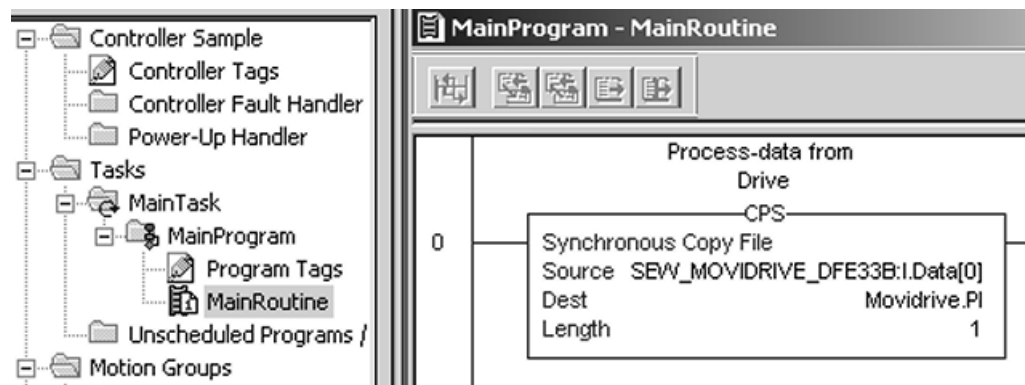 Controller Sample
Controller Tags
Controller Fault Handler
Power-Up Handler
Tasks
MainTask
MainProgram
Program Tags
MainRoutine
Unscheduled Programs /
Motion Groups
MainProgram - MainRoutine
0
Process-data from
Drive
CPS
Synchronous Copy File
Source SEW_MOVIDRIVE_DFE33B:I.Data[0]
Dest Movidrive.PI
Length 1